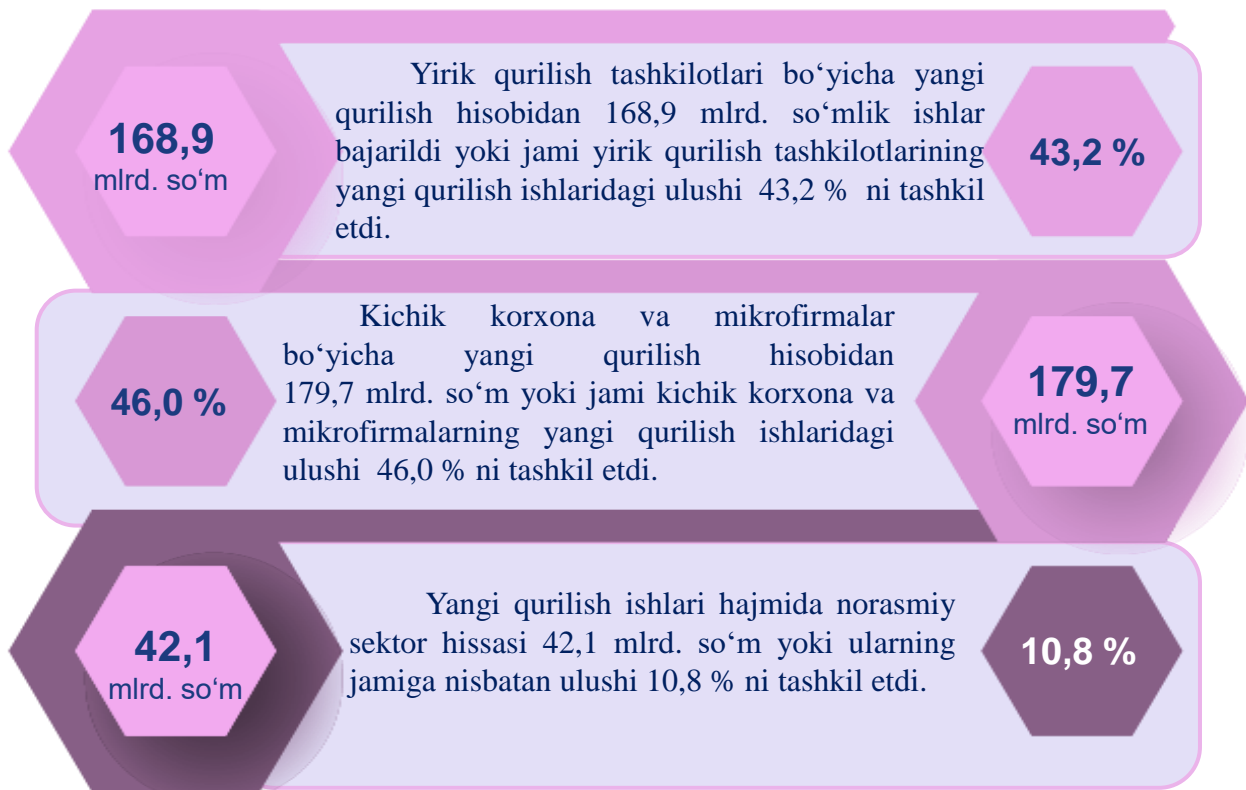 168,9
mlrd. so‘m
Yirik qurilish tashkilotlari bo‘yicha yangi
qurilish hisobidan 168,9 mlrd. so‘mlik ishlar
bajarildi yoki jami yirik qurilish tashkilotlarining
yangi qurilish ishlaridagi ulushi 43,2 % ni tashkil
etdi.
43,2 %
46,0 %
Kichik korxona va mikrofirmalar
bo‘yicha yangi qurilish hisobidan
179,7 mlrd. so‘m yoki jami kichik korxona va
mikrofirmalarning yangi qurilish ishlaridagi
ulushi 46,0 % ni tashkil etdi.
179,7
mlrd. so‘m
42,1
mlrd. so‘m
Yangi qurilish ishlari hajmida norasmiy
sektor hissasi 42,1 mlrd. so‘m yoki ularning
jamiga nisbatan ulushi 10,8 % ni tashkil etdi.
10,8 %